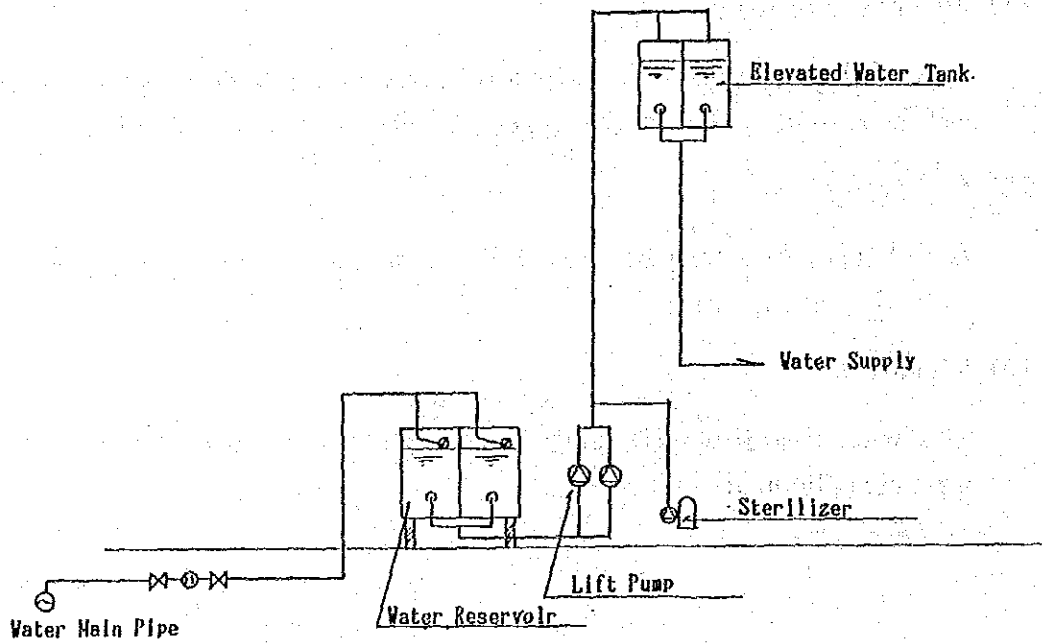 Elevated Water Tank.
Water Supply
Sterilizer
Lift Pump
Water Reservoir
Water Main Pipe